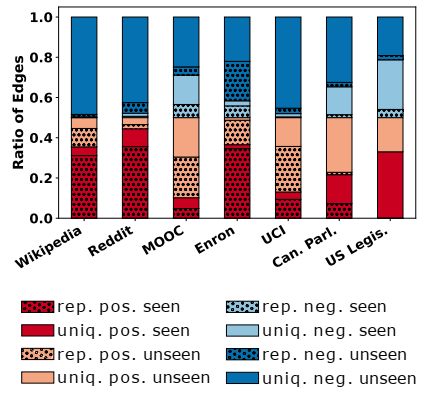 1.0
0.8
0.6
0.4
0.2
0.0
Ratio of Edges
Wikipedia
Reddit
MOOC
Enron
UCI
Can. Parl.
US Legis.
rep. pos. seen
uniq. pos. seen
rep. pos. unseen
uniq. pos. unseen
rep. neg. seen
uniq. neg. seen
rep. neg. unseen
uniq. neg. unseen